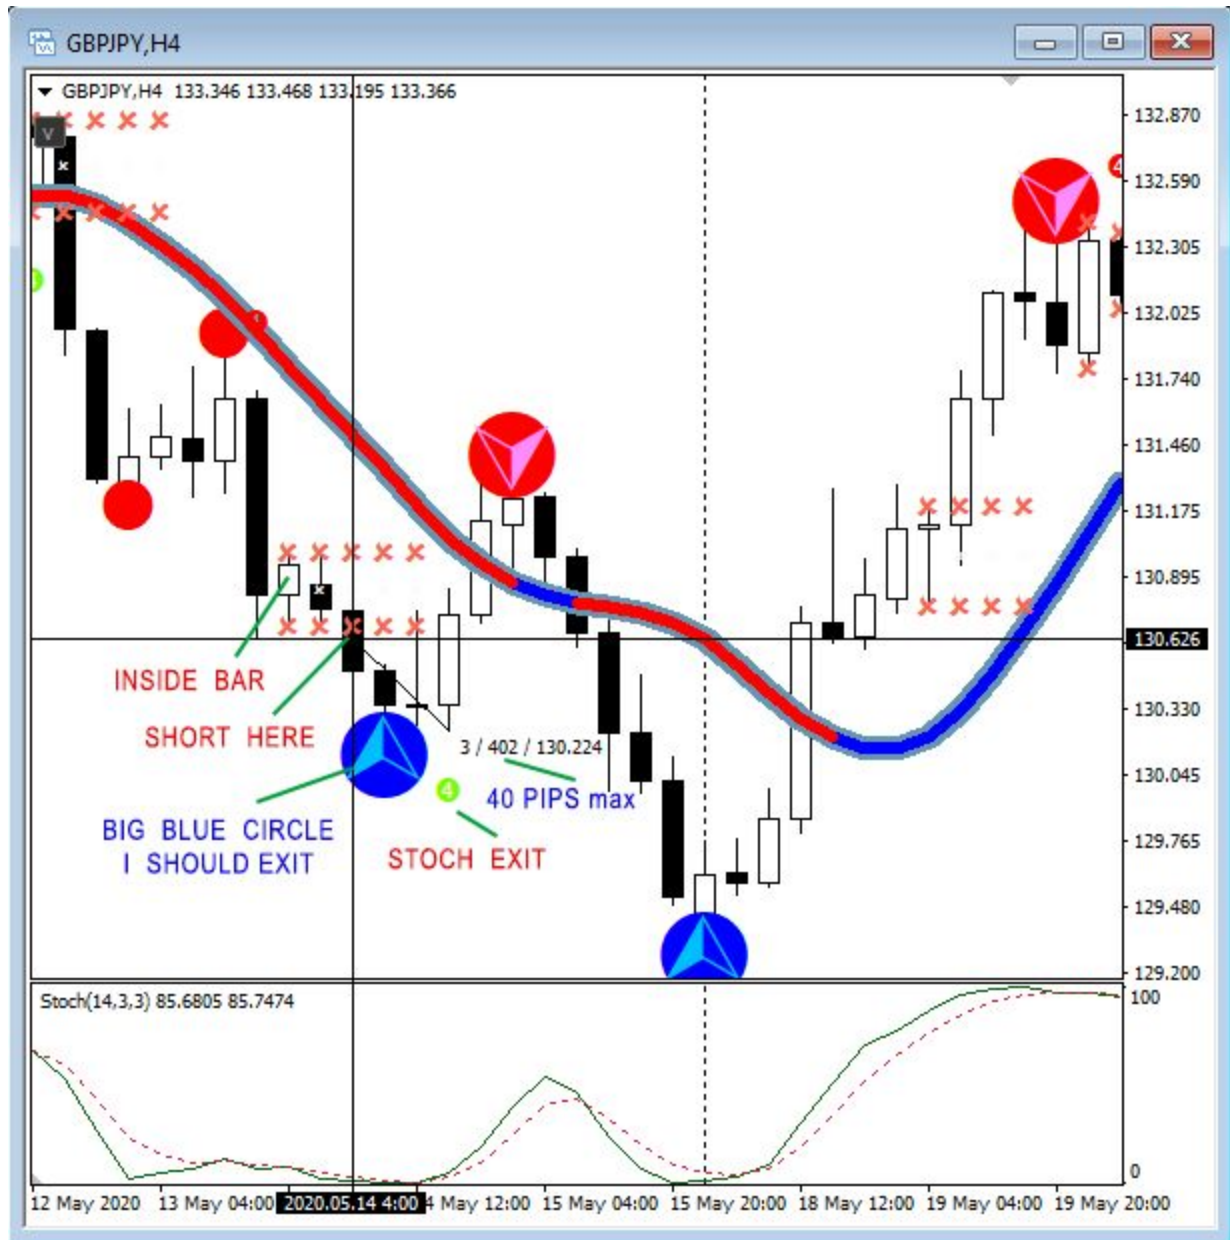 GBPJPY,H4
GBPJPY,H4 133.346 133.468 133.195 133.366
V
132.870
132.590
132.305
132.025
131.740
131.460
131.175
130.895
130.626
130.330
130.045
129.765
129.480
129.200
4
INSIDE BAR
SHORT HERE
3 / 402 / 130.224
40 PIPS max
4
BIG BLUE CIRCLE
I SHOULD EXIT
STOCH EXIT
Stoch(14,3,3) 85.6805 85.7474
100
0
12 May 2020 13 May 04:00 2020.05.14 4:00 4 May 12:00 15 May 04:00 15 May 20:00 18 May 12:00 19 May 04:00 19 May 20:00